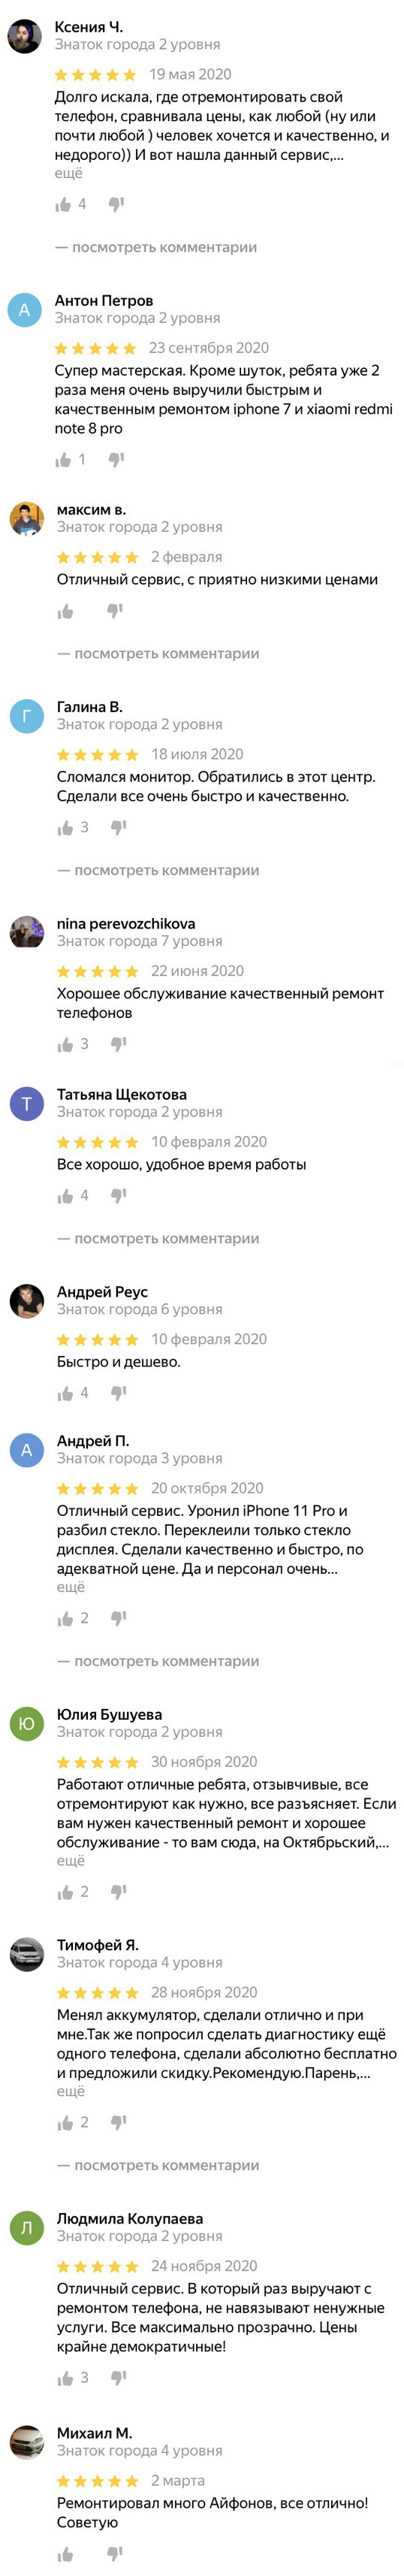 Ксения Ч.
Знаток города 2 уровня
19 мая 2020
Долго искала, где отремонтировать свой
телефон, сравнивала цены, как любой (ну или
почти любой ) человек хочется и качественно, и
недорого)) И вот нашла данный сервис,...
ещё
4
— посмотреть комментарии
А
Антон Петров
Знаток города 2 уровня
23 сентября 2020
Супер мастерская. Кроме шуток, ребята уже 2
раза меня очень выручили быстрым и
качественным ремонтом iphone 7 и xiaomi redmi
note 8 pro
1
максим в.
Знаток города 2 уровня
2 февраля
Отличный сервис, с приятно низкими ценами
— посмотреть комментарии
Г
Галина В.
Знаток города 2 уровня
18 июля 2020
Сломался монитор. Обратились в этот центр.
Сделали все очень быстро и качественно.
3
— посмотреть комментарии
nina perevozchikova
Знаток города 7 уровня
22 июня 2020
Хорошее обслуживание качественный ремонт
телефонов
3
Т
Татьяна Щекотова
Знаток города 2 уровня
10 февраля 2020
Все хорошо, удобное время работы
4
— посмотреть комментарии
Андрей Реус
Знаток города 6 уровня
10 февраля 2020
Быстро и дешево.
4
А
Андрей П.
Знаток города 3 уровня
20 октября 2020
Отличный сервис. Уронил iPhone 11 Pro и
разбил стекло. Переклеили только стекло
дисплея. Сделали качественно и быстро, по
адекватной цене. Да и персонал очень...
ещё
2
— посмотреть комментарии
Ю
Юлия Бушуева
Знаток города 2 уровня
30 ноября 2020
Работают отличные ребята, отзывчивые, все
отремонтируют как нужно, все разъясняет. Если
вам нужен качественный ремонт и хорошее
обслуживание - то вам сюда, на Октябрьский,...
ещё
2
Тимофей Я.
Знаток города 4 уровня
28 ноября 2020
Менял аккумулятор, сделали отлично и при
мне.Так же попросил сделать диагностику ещё
одного телефона, сделали абсолютно бесплатно
и предложили скидку.Рекомендую.Парень,...
ещё
2
— посмотреть комментарии
Л
Людмила Колупаева
Знаток города 2 уровня
24 ноября 2020
Отличный сервис. В который раз выручают с
ремонтом телефона, не навязывают ненужные
услуги. Все максимально прозрачно. Цены
крайне демократичные!
3
Михаил М.
Знаток города 4 уровня
2 марта
Ремонтировал много Айфонов, все отлично!
Советую